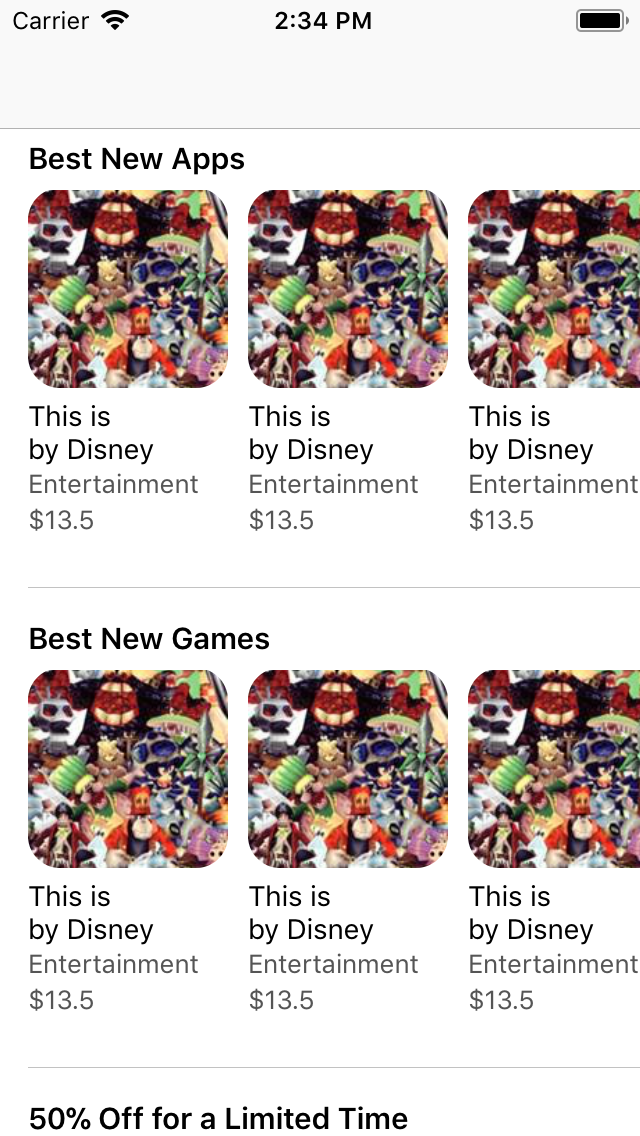 Carrier 2:34 PM
Best New Apps
This is This is This is
by Disney by Disney by Disney
Entertainment Entertainment Entertainment
$13.5 $13.5 $13.5
Best New Games
This is This is This is
by Disney by Disney by Disney
Entertainment Entertainment Entertainment
$13.5 $13.5 $13.5
50% Off for a Limited Time